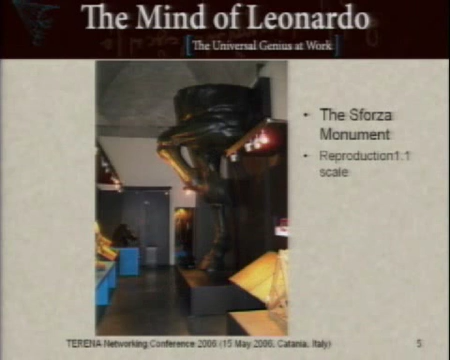 The Mind of Leonardo
[The Universal Genius at Work]
• The Sforza
Monument
• Reproduction1:1
scale
TERENA Networking Conference 2006 (15 May 2006, Catania, Italy)
5